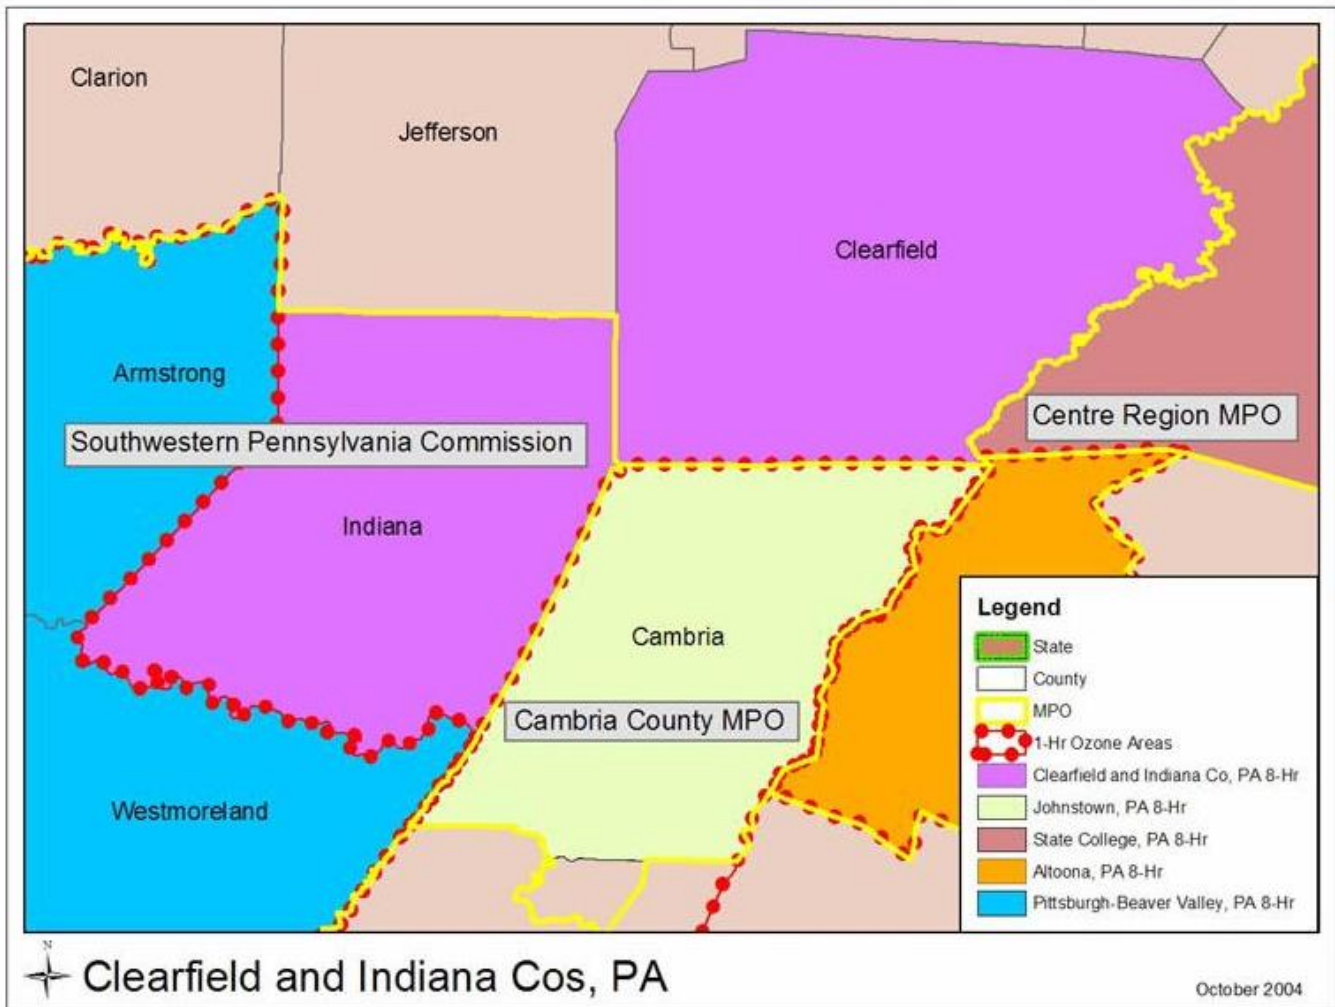 Clarion
Jefferson
Clearfield
Armstrong
Centre Region MPO
Southwestern Pennsylvania Commission
Indiana
Cambria
Cambria County MPO
Westmoreland
Legend
State
County
MPO
1-Hr Ozone Areas
Clearfield and Indiana Co, PA 8-Hr
Johnstown, PA 8-Hr
State College, PA 8-Hr
Altoona, PA 8-Hr
Pittsburgh-Beaver Valley, PA 8-Hr
N
Clearfield and Indiana Cos, PA
October 2004